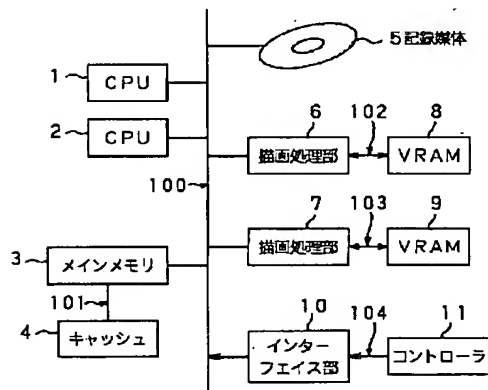 5 記録媒体
1
CPU
2
CPU
100
6
描画処理部
102
8
VRAM
7
描画処理部
103
9
VRAM
3
メインメモリ
101
4
キャッシュ
10
インター
フェイス部
104
11
コントローラ